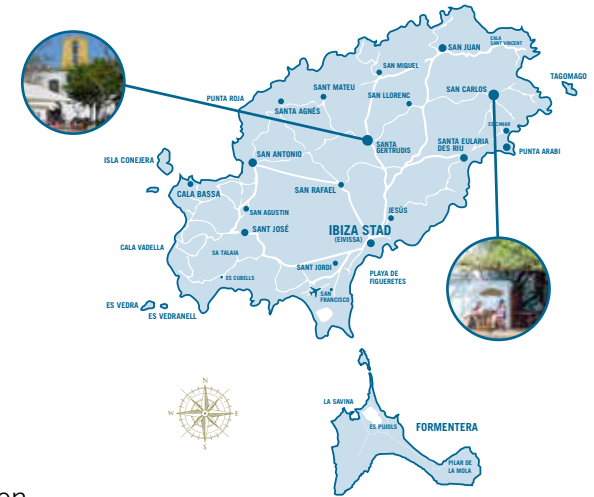 CALA
SANT VINCENT
SAN JUAN
SAN MIQUEL
TAGOMAGO
SANT MATEU
SAN CARLOS
PUNTA ROJA
SAN LLORENC
SANTA AGNÈS
ES CANAR
SANTA
GERTRUDIS
SANTA EULARIA
DES RIU
PUNTA ARABI
SAN ANTONIO
ISLA CONEJERA
SAN RAFAEL
CALA BASSA
SAN AGUSTIN
JESÚS
SANT JOSÉ
IBIZA STAD
(EIVISSA)
CALA VADELLA
SA TALAIA
SANT JORDI
PLAYA DE
FIGUERETES
ES CUBELLS
SAN
FRANCISCO
ES VEDRA
ES VEDRANELL
N
W
E
S
LA SAVINA
ES PUJOLS
FORMENTERA
PILAR DE
LA MOLA